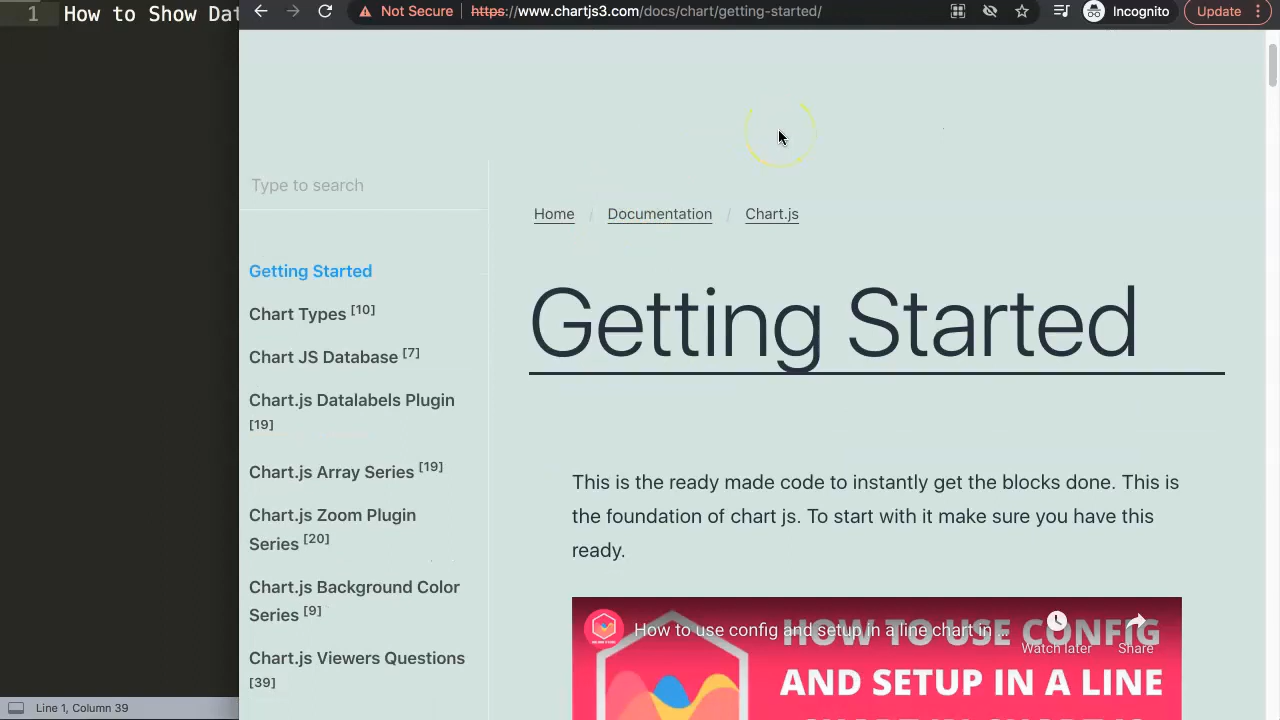 1 How to Show Dat
Not Secure https://www.chartjs3.com/docs/chart/getting-started/ Incognito Update
Type to search
Home / Documentation / Chart.js
Getting Started
Chart Types [10]
Chart JS Database [7]
Chart.js Datalabels Plugin
[19]
Chart.js Array Series [19]
Chart.js Zoom Plugin
Series [20]
Chart.js Background Color
Series [9]
Chart.js Viewers Questions
[39]
Getting Started
This is the ready made code to instantly get the blocks done. This is
the foundation of chart js. To start with it make sure you have this
ready.
How to use config and setup in a line chart in ...
Watch later Share
HOW TO USE CONFIG
AND SETUP IN A LINE
CHART IN CHART JS
Line 1, Column 39